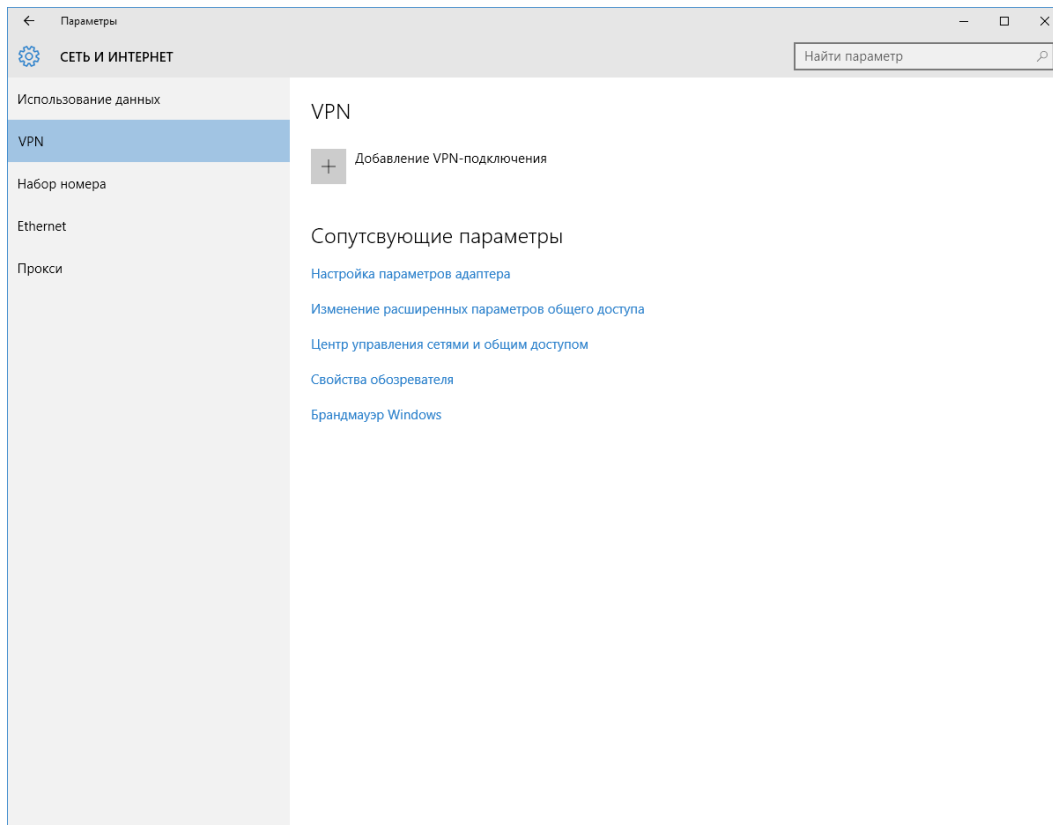 Параметры
СЕТЬ И ИНТЕРНЕТ
Найти параметр
Использование данных
VPN
Набор номера
Ethernet
Прокси
VPN
Добавление VPN-подключения
Сопутсвующие параметры
Настройка параметров адаптера
Изменение расширенных параметров общего доступа
Центр управления сетями и общим доступом
Свойства обозревателя
Брандмауэр Windows